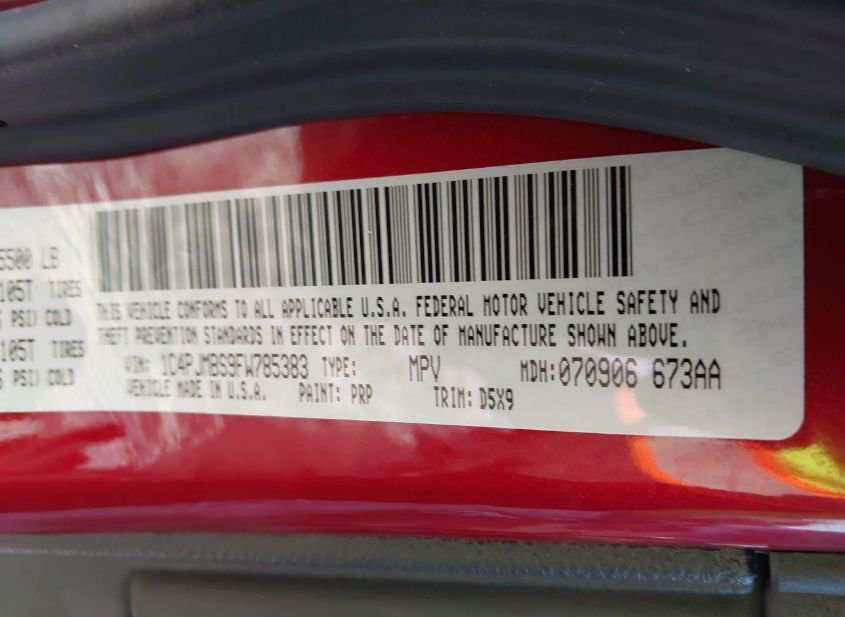 5500 LB
105T TIRES
PSI) COLD
105T TIRES
PSI) COLD
THIS VEHICLE CONFORMS TO ALL APPLICABLE U.S.A. FEDERAL MOTOR VEHICLE SAFETY AND
THEFT PREVENTION STANDARDS IN EFFECT ON THE DATE OF MANUFACTURE SHOWN ABOVE.
VIN: 1C4PJMBS9FW785383 TYPE: MPV MDH:070906 673AA
VEHICLE MADE IN U.S.A. PAINT: PRP TRIM: D5X9